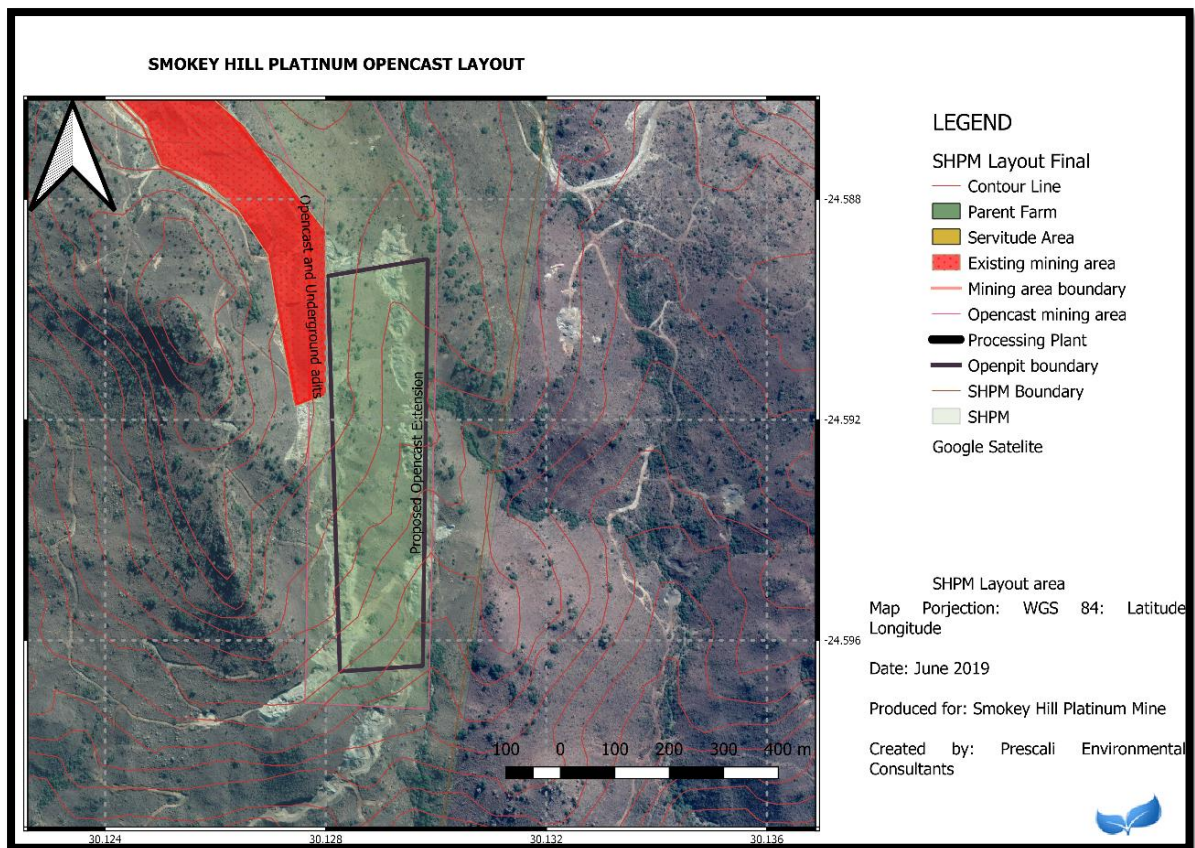 SMOKEY HILL PLATINUM OPENCAST LAYOUT
Opencast and Underground adits
Proposed Opencast Extension
100 0 100 200 300 400 m
-24.588
-24.592
-24.596
30.124 30.128 30.132 30.136
LEGEND
SHPM Layout Final
Contour Line
Parent Farm
Servitude Area
Existing mining area
Mining area boundary
Opencast mining area
Processing Plant
Openpit boundary
SHPM Boundary
SHPM
Google Satelite
SHPM Layout area
Map Porjection: WGS 84: Latitude
Longitude
Date: June 2019
Produced for: Smokey Hill Platinum Mine
Created by: Prescali Environmental
Consultants